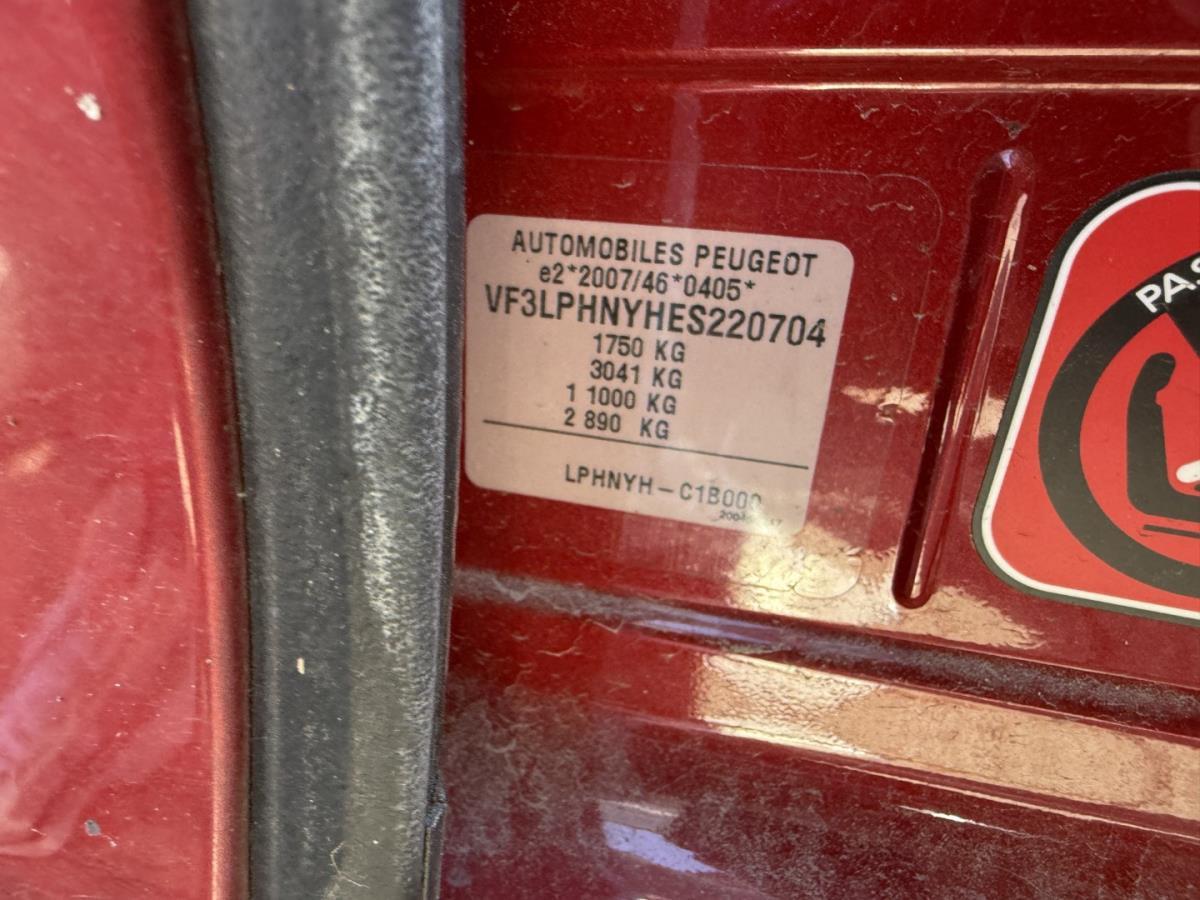 AUTOMOBILES PEUGEOT
e2*2007/46*0405*
VF3LPHNYHES220704
1750 KG
3041 KG
1 1000 KG
2 890 KG
LPHNYH-C1B000
PAS